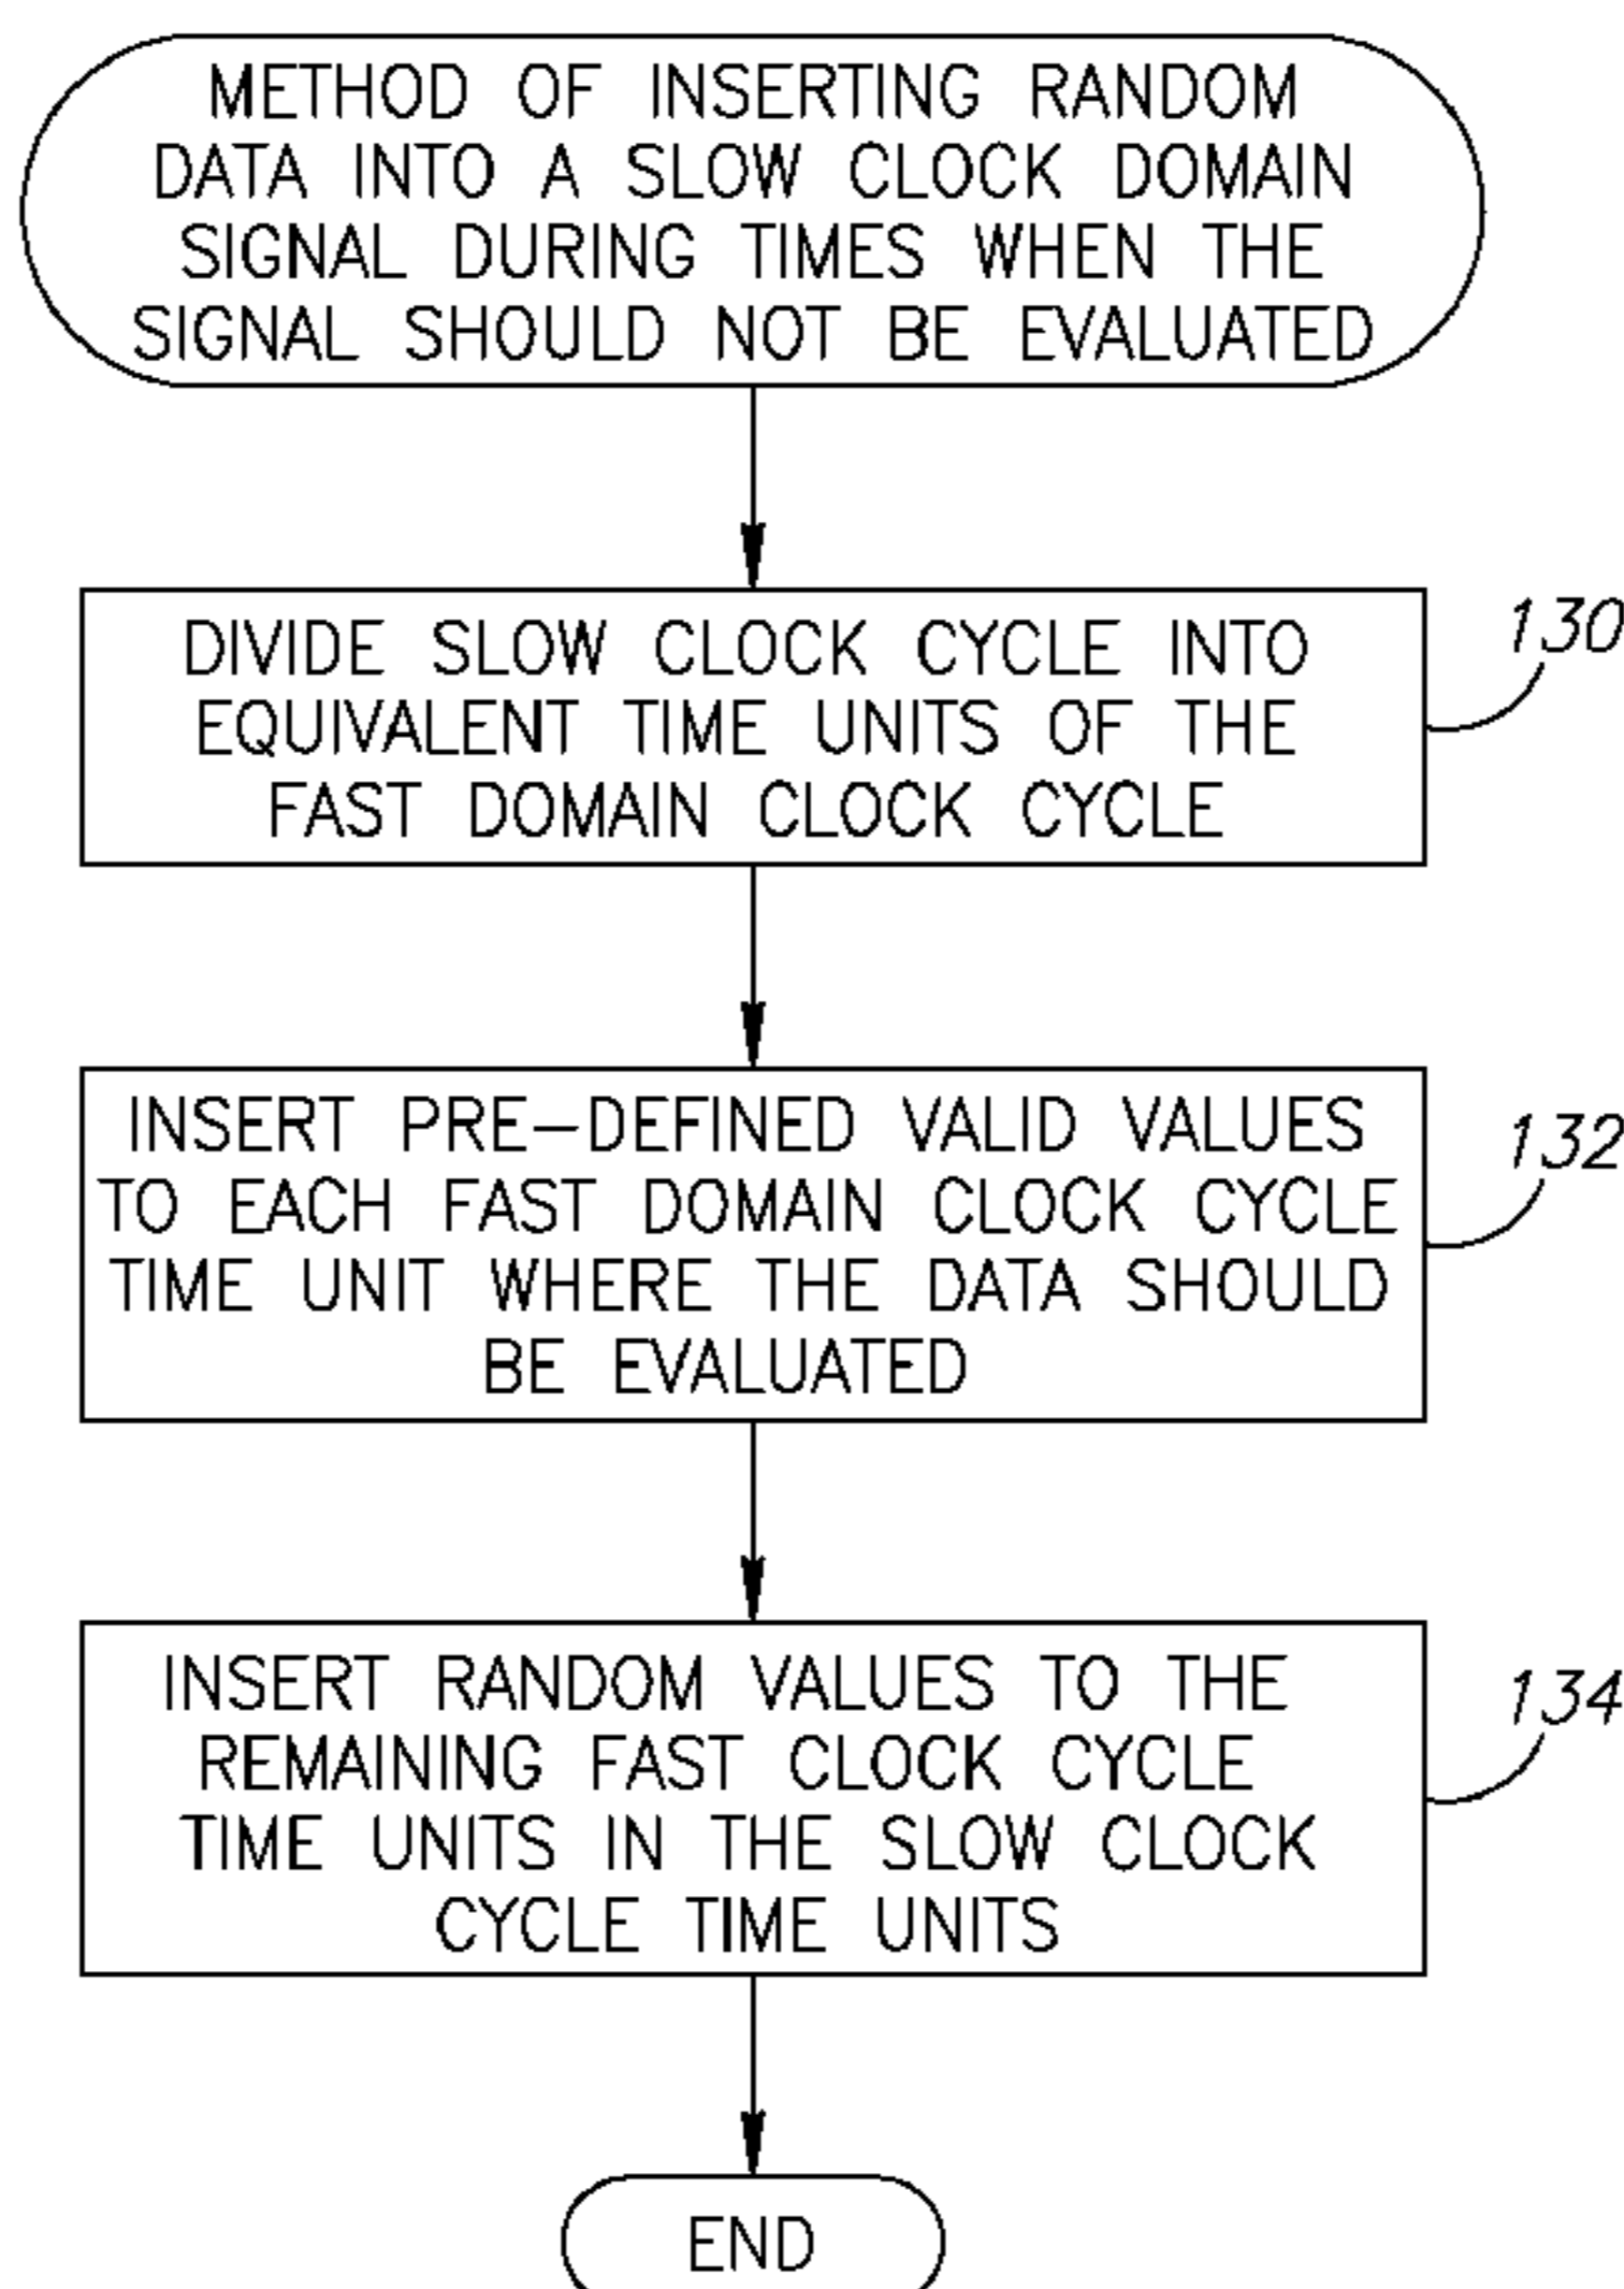 METHOD OF INSERTING RANDOM
DATA INTO A SLOW CLOCK DOMAIN
SIGNAL DURING TIMES WHEN THE
SIGNAL SHOULD NOT BE EVALUATED
DIVIDE SLOW CLOCK CYCLE INTO
EQUIVALENT TIME UNITS OF THE
FAST DOMAIN CLOCK CYCLE
130
INSERT PRE-DEFINED VALID VALUES
TO EACH FAST DOMAIN CLOCK CYCLE
TIME UNIT WHERE THE DATA SHOULD
BE EVALUATED
132
INSERT RANDOM VALUES TO THE
REMAINING FAST CLOCK CYCLE
TIME UNITS IN THE SLOW CLOCK
CYCLE TIME UNITS
134
END